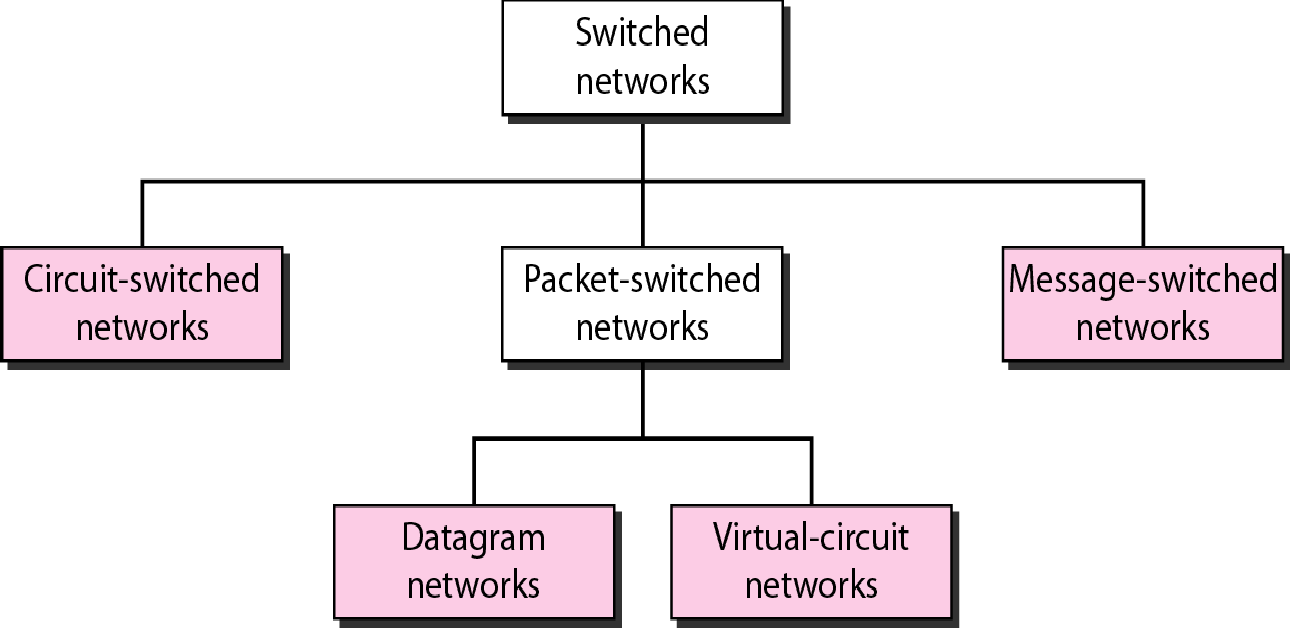 Switched
networks
Circuit-switched
networks
Packet-switched
networks
Message-switched
networks
Datagram
networks
Virtual-circuit
networks